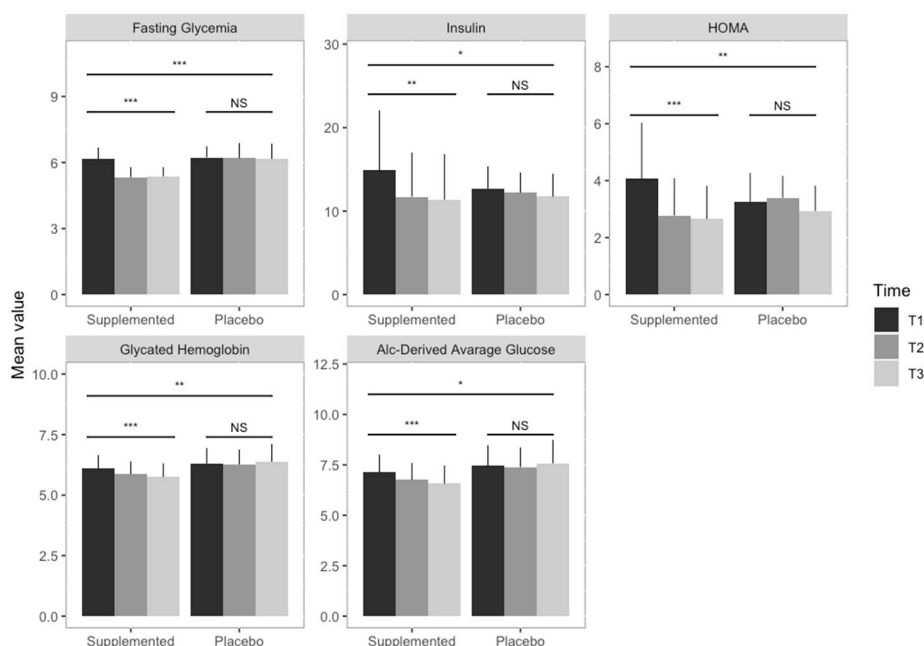 Fasting Glycemia
Insulin
HOMA
***
***
NS
*
**
NS
**
***
NS
9
6
3
0
30
20
10
0
8
6
4
2
0
Supplemented
Placebo
Supplemented
Placebo
Supplemented
Placebo
Mean value
Time
T1
T2
T3
Glycated Hemoglobin
Alc-Derived Avarage Glucose
**
***
NS
*
***
NS
10.0
7.5
5.0
2.5
0.0
12.5
10.0
7.5
5.0
2.5
0.0
Supplemented
Placebo
Supplemented
Placebo